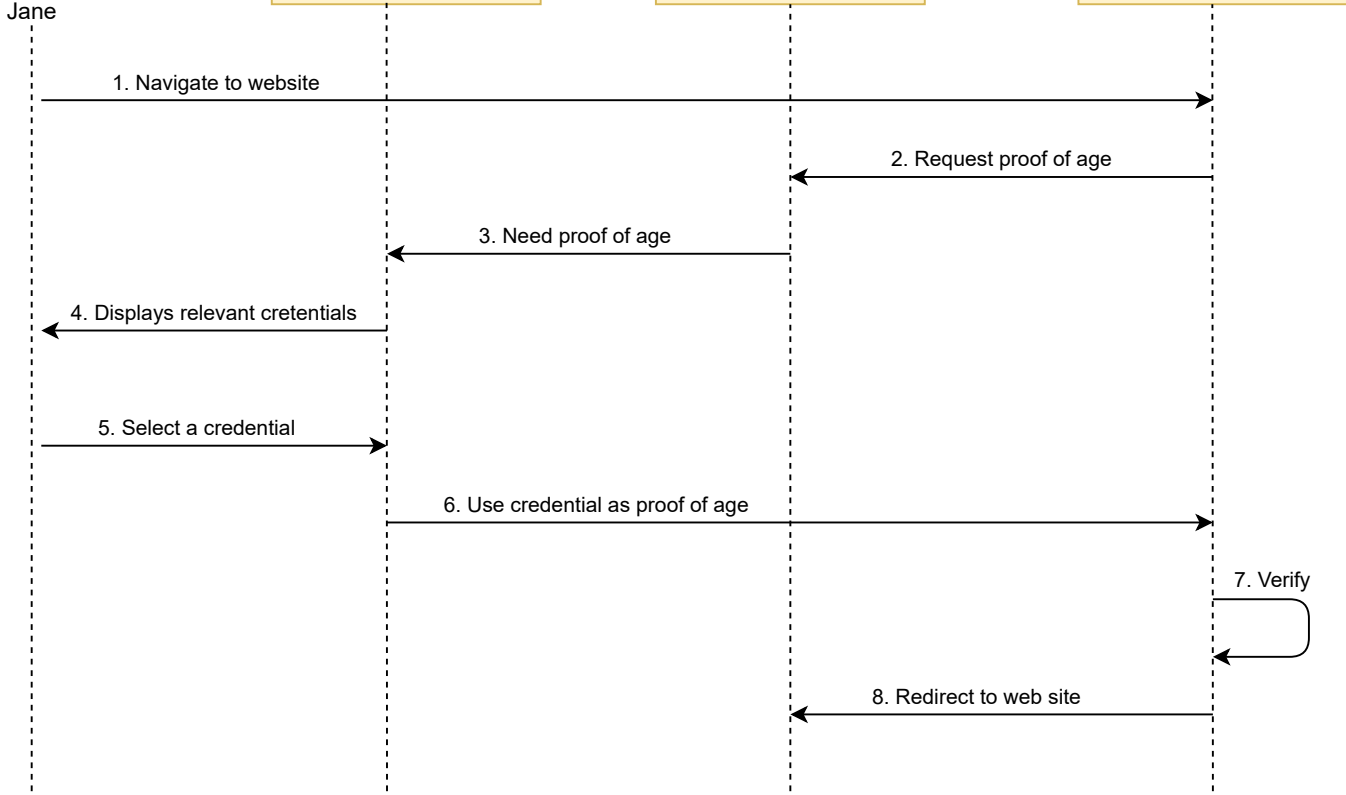 Jane
1. Navigate to website
2. Request proof of age
3. Need proof of age
4. Displays relevant cretentials
5. Select a credential
6. Use credential as proof of age
7. Verify
8. Redirect to web site